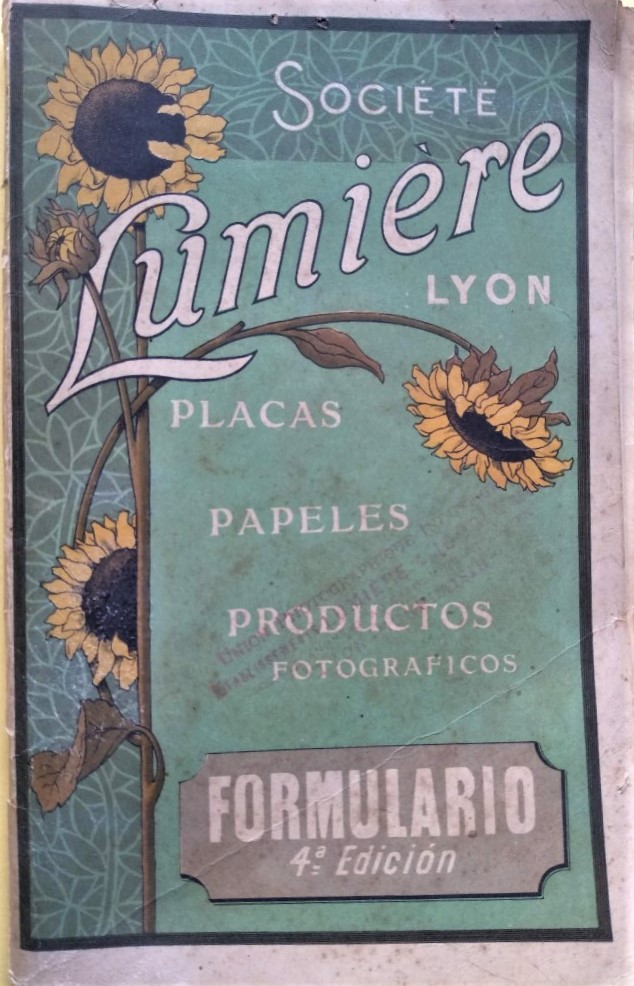 SOCIÉTÉ
Lumière
LYON
PLACAS
PAPELES
PRODUCTOS
FOTOGRAFICOS
FORMULARIO
4ª Edición